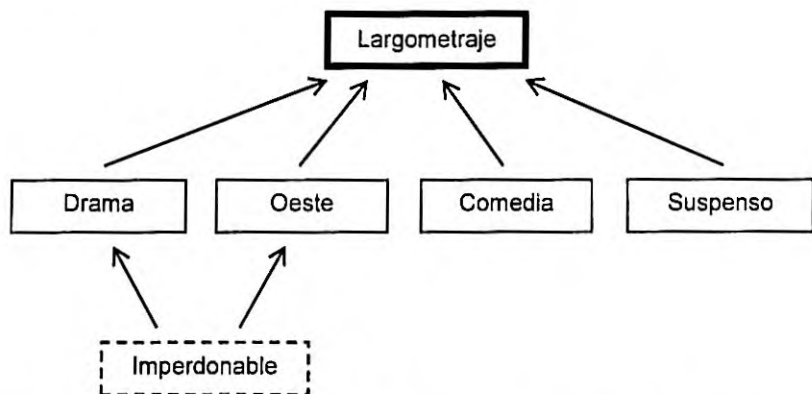 Largometraje
Drama
Oeste
Comedia
Suspenso
Imperdonable